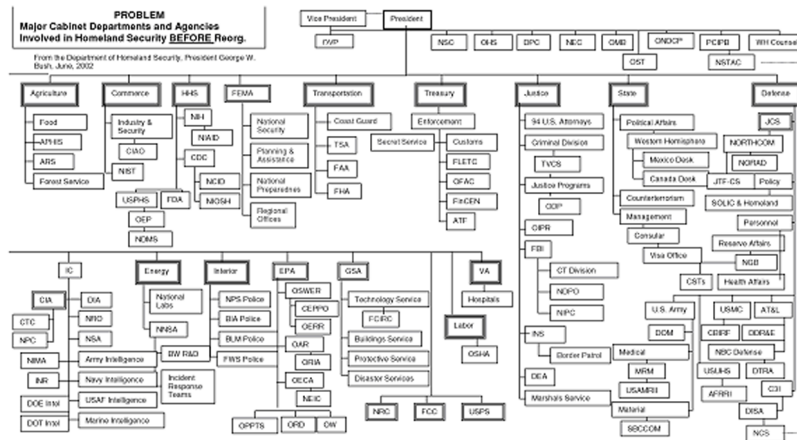 PROBLEM
Major Cabinet Departments and Agencies
Involved in Homeland Security BEFORE Reorg.
From the Department of Homeland Security, President George W.
Bush, June, 2002
Vice President
President
OVP
NSC
OHS
DPC
NEC
OMB
ONDCP
PCIPB
WH Counsel
OST
NSTAC
Agriculture
Commerce
HHS
FEMA
Transportation
Treasury
Justice
State
Defense
Food
APHIS
ARS
Forest Service
Industry &
Security
CIAO
NIST
NIH
NIAID
CDC
NCID
NIOSH
USPHS
FDA
OEP
NDMS
National
Security
Planning &
Assistance
National
Preparednes
Regional
Offices
Coast Guard
TSA
FAA
FHA
Enforcement
Secret Service
Customs
FLETC
OFAC
FinCEN
ATF
94 U.S. Attorneys
Criminal Division
TVCS
Justice Programs
ODP
OIPR
FBI
CT Division
NDPO
NIPC
INS
Border Patrol
DEA
Marshals Service
Political Affairs
Western Hemisphere
Mexico Desk
Canada Desk
Counterterrorism
Management
Consular
Visa Office
JCS
NORTHCOM
NORAD
JTF-CS
Policy
SOLIC & Homeland
Personnel
Reserve Affairs
NGB
CSTs
Health Affairs
U.S. Army
USMC
AT&L
DOM
CBIRF
DDR&E
Medical
NBC Defense
MRM
USUHS
DTRA
USAMRII
AFRRI
C3I
Material
DISA
SBCCOM
NCS
IC
CIA
DIA
CTC
NRO
NPC
NSA
NIMA
Army Intelligence
INR
Navy Intelligence
DOE Intel
USAF Intelligence
DOT Intel
Marine Intelligence
Energy
National
Labs
NNSA
BW R&D
Incident
Response
Teams
Interior
NPS Police
BIA Police
BLM Police
FWS Police
EPA
OSWER
CEPPO
OERR
OAR
ORIA
OECA
NEIC
OPPTS
ORD
OW
GSA
Technology Service
FCIRC
Buildings Service
Protective Service
Disaster Services
NRC
FCC
USPS
VA
Hospitals
Labor
OSHA